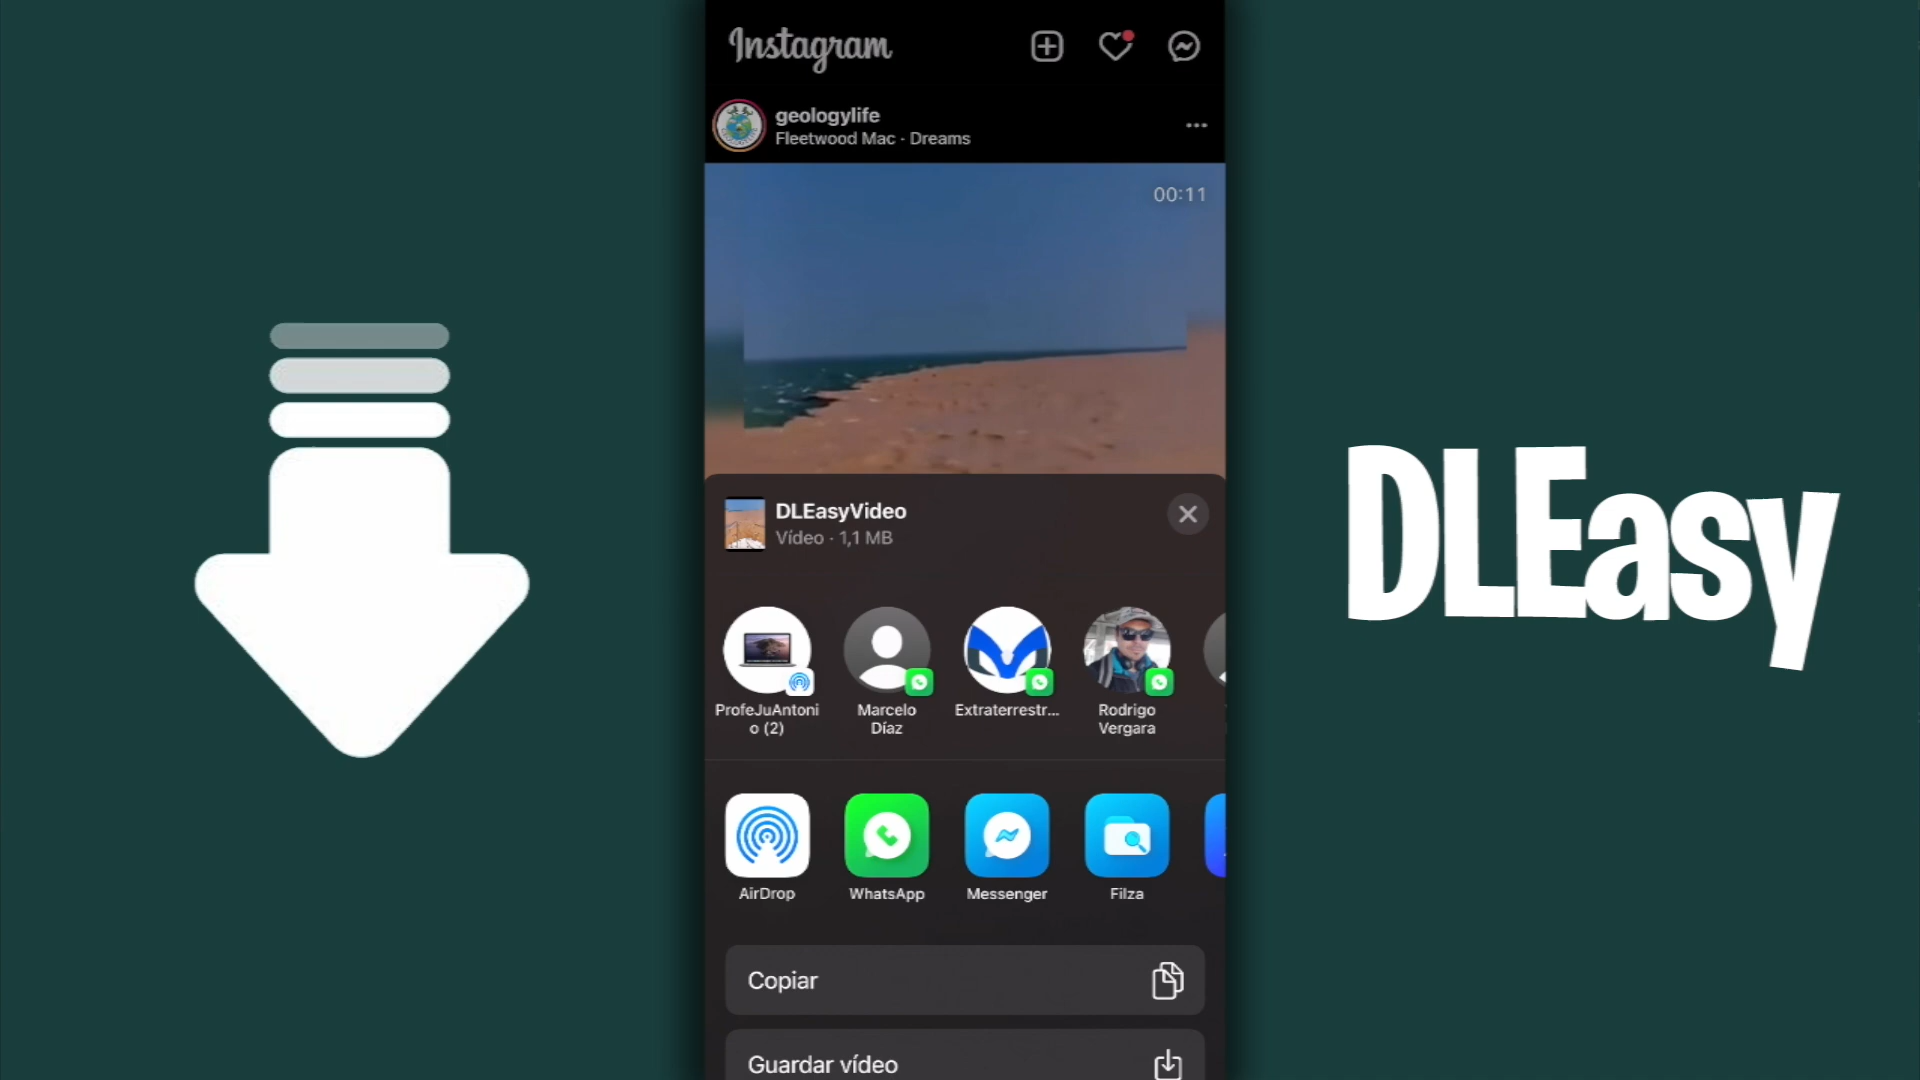 Instagram
geologylife
Fleetwood Mac - Dreams
00:11
DLEasyVideo
Vídeo · 1,1 MB
ProfeJuAntoni
o (2)
Marcelo
Díaz
Extraterrestr...
Rodrigo
Vergara
AirDrop
WhatsApp
Messenger
Filza
Copiar
Guardar vídeo
DLEasy